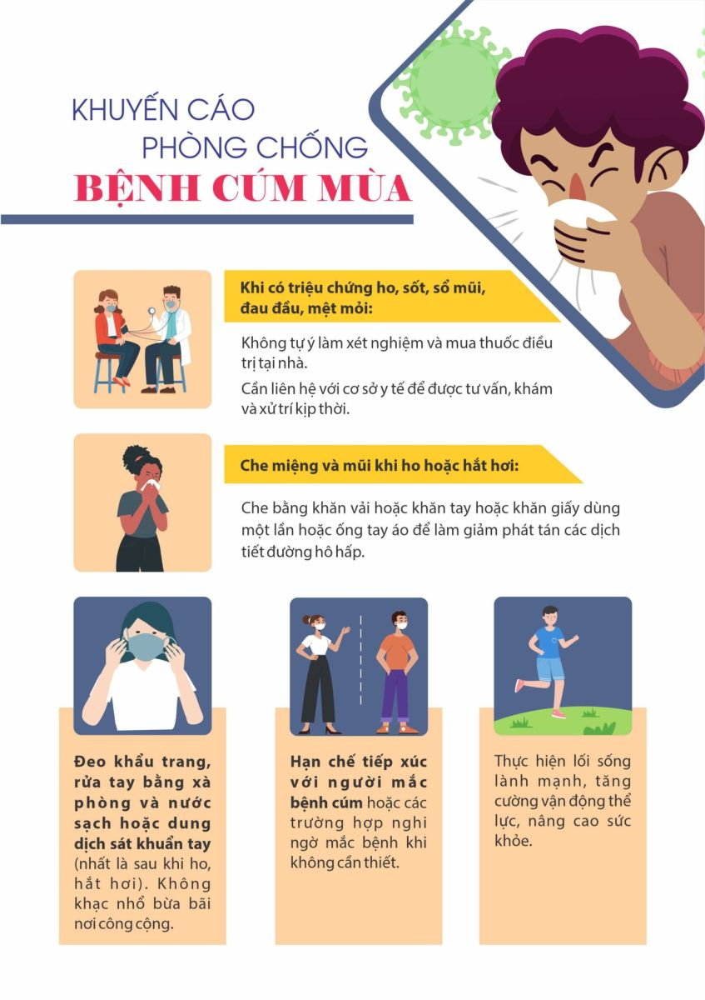 KHUYẾN CÁO
PHÒNG CHỐNG
BỆNH CÚM MÙA
Khi có triệu chứng ho, sốt, sổ mũi,
đau đầu, mệt mỏi:
Không tự ý làm xét nghiệm và mua thuốc điều
trị tại nhà.
Cần liên hệ với cơ sở y tế để được tư vấn, khám
và xử trí kịp thời.
Che miệng và mũi khi ho hoặc hắt hơi:
Che bằng khăn vải hoặc khăn tay hoặc khăn giấy dùng
một lần hoặc ống tay áo để làm giảm phát tán các dịch
tiết đường hô hấp.
Đeo khẩu trang,
rửa tay bằng xà
phòng và nước
sạch hoặc dung
dịch sát khuẩn tay
(nhất là sau khi ho,
hắt hơi). Không
khạc nhổ bừa bãi
nơi công cộng.
Hạn chế tiếp xúc
với người mắc
bệnh cúm hoặc các
trường hợp nghi
ngờ mắc bệnh khi
không cần thiết.
Thực hiện lối sống
lành mạnh, tăng
cường vận động thể
lực, nâng cao sức
khỏe.